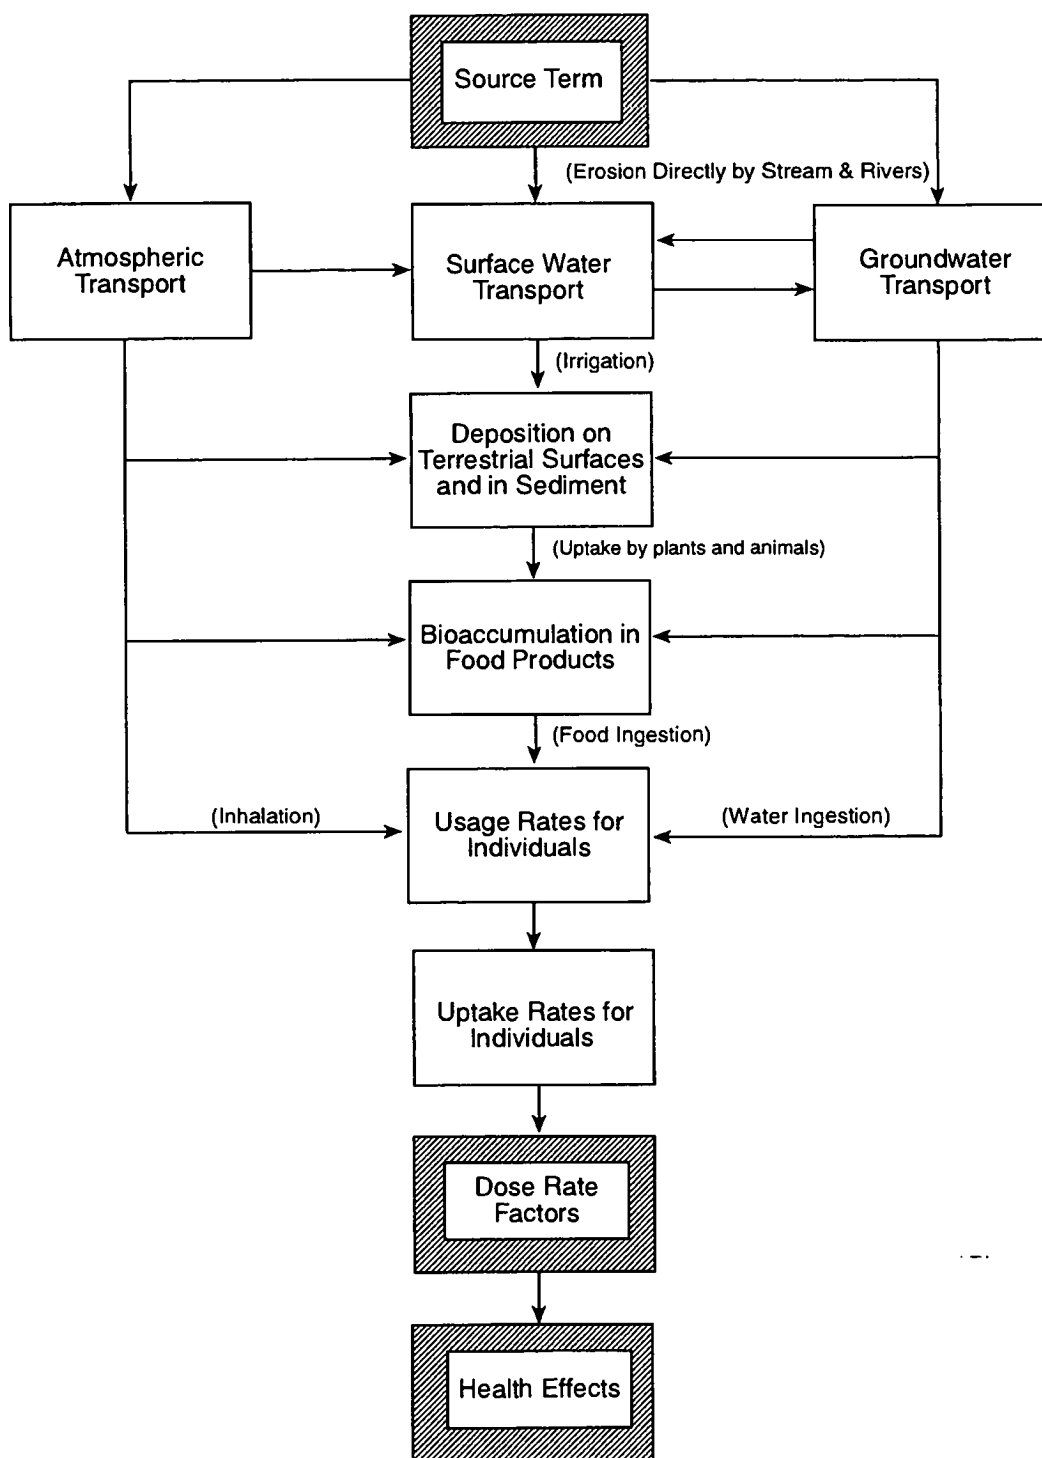 Source Term
(Erosion Directly by Stream & Rivers)
Atmospheric
Transport
Surface Water
Transport
Groundwater
Transport
(Irrigation)
Deposition on
Terrestrial Surfaces
and in Sediment
(Uptake by plants and animals)
Bioaccumulation in
Food Products
(Food Ingestion)
(Inhalation)
Usage Rates for
Individuals
(Water Ingestion)
Uptake Rates for
Individuals
Dose Rate
Factors
Health Effects